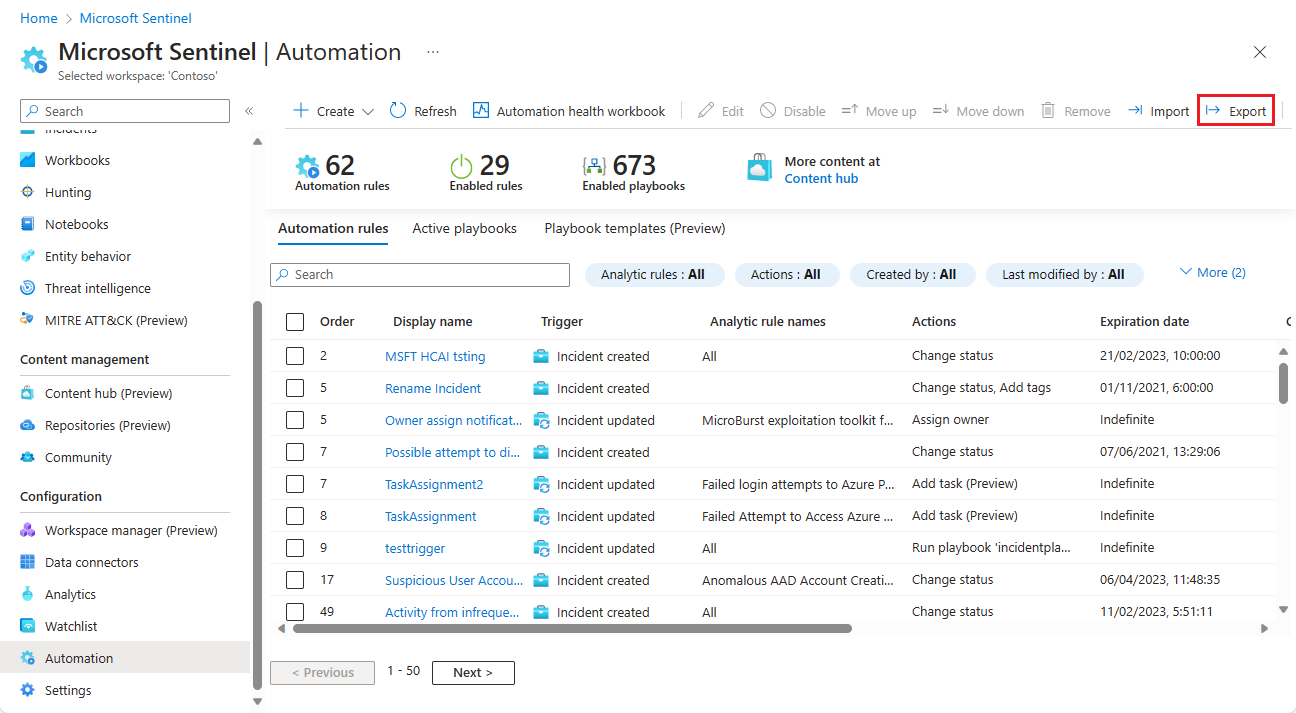 Home > Microsoft Sentinel
Microsoft Sentinel | Automation ...
Selected workspace: 'Contoso'
Search «
Incidents
Workbooks
Hunting
Notebooks
Entity behavior
Threat intelligence
MITRE ATT&CK (Preview)
Content management
Content hub (Preview)
Repositories (Preview)
Community
Configuration
Workspace manager (Preview)
Data connectors
Analytics
Watchlist
Automation
Settings
Create Refresh Automation health workbook Edit Disable Move up Move down Remove Import Export
62 Automation rules
29 Enabled rules
673 Enabled playbooks
More content at
Content hub
Automation rules Active playbooks Playbook templates (Preview)
Search Analytic rules : All Actions : All Created by : All Last modified by : All More (2)
Order Display name Trigger Analytic rule names Actions Expiration date C
2 MSFT HCAI tsting Incident created All Change status 21/02/2023, 10:00:00
5 Rename Incident Incident created Change status, Add tags 01/11/2021, 6:00:00
5 Owner assign notificat... Incident updated MicroBurst exploitation toolkit f... Assign owner Indefinite
7 Possible attempt to di... Incident created Change status 07/06/2021, 13:29:06
7 TaskAssignment2 Incident updated Failed login attempts to Azure P... Add task (Preview) Indefinite
8 TaskAssignment Incident updated Failed Attempt to Access Azure ... Add task (Preview) Indefinite
9 testtrigger Incident updated All Run playbook 'incidentpla... Indefinite
17 Suspicious User Accou... Incident created Anomalous AAD Account Creati... Change status 06/04/2023, 11:48:35
49 Activity from infreque... Incident created All Change status 11/02/2023, 5:51:11
< Previous 1 - 50 Next >